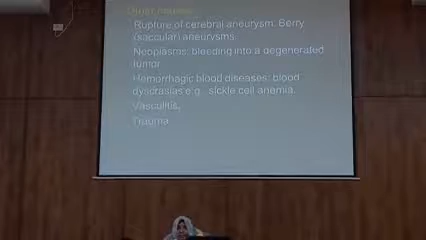 Other causes:
Rupture of cerebral aneurysm: Berry
(saccular) aneurysms.
Neoplasms: bleeding into a degenerated
tumor
Hemorrhagic blood diseases: blood
dyscrasias e.g. sickle cell anemia.
Vasculitis,
Trauma